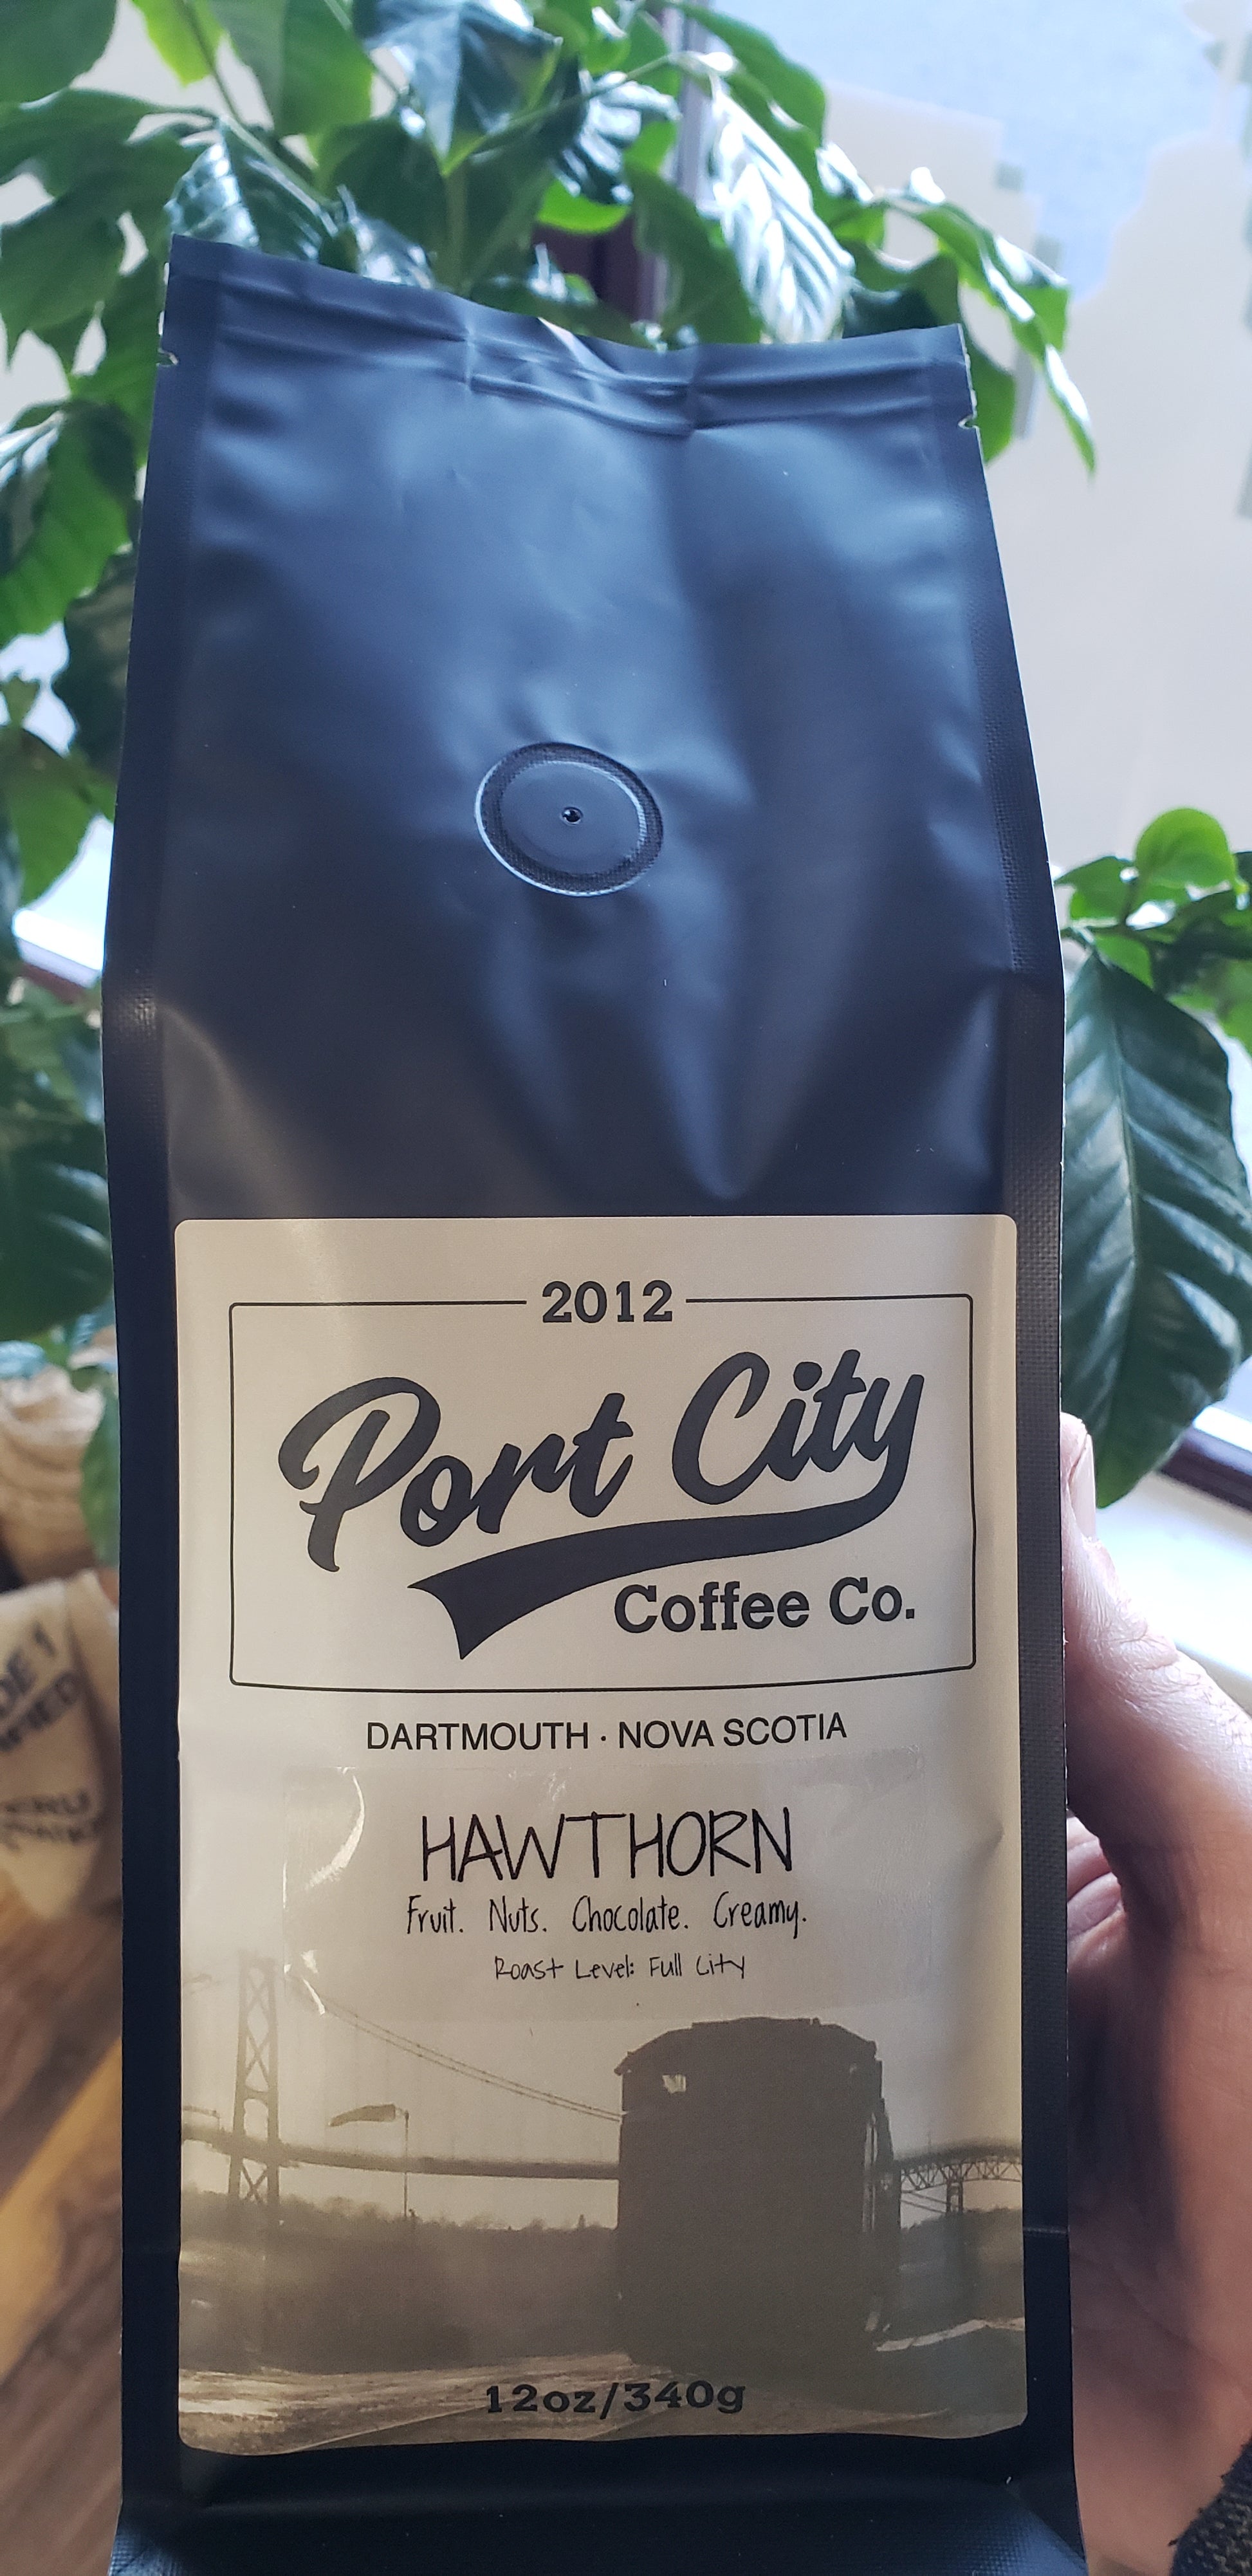 2012
Port City
Coffee Co.
DARTMOUTH · NOVA SCOTIA
HAWTHORN
Fruit. Nuts. Chocolate. Creamy.
Roast Level: Full City
12oz/340g